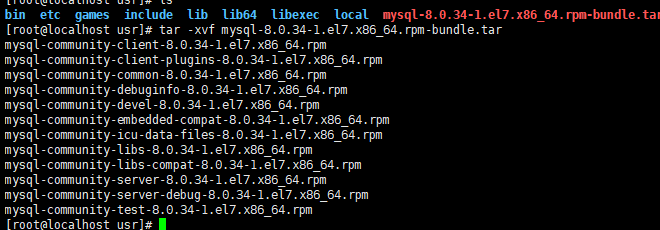 [root@localhost usr]# ls
bin etc games include lib lib64 libexec local mysql-8.0.34-1.el7.x86_64.rpm-bundle.tar
[root@localhost usr]# tar -xvf mysql-8.0.34-1.el7.x86_64.rpm-bundle.tar
mysql-community-client-8.0.34-1.el7.x86_64.rpm
mysql-community-client-plugins-8.0.34-1.el7.x86_64.rpm
mysql-community-common-8.0.34-1.el7.x86_64.rpm
mysql-community-debuginfo-8.0.34-1.el7.x86_64.rpm
mysql-community-devel-8.0.34-1.el7.x86_64.rpm
mysql-community-embedded-compat-8.0.34-1.el7.x86_64.rpm
mysql-community-icu-data-files-8.0.34-1.el7.x86_64.rpm
mysql-community-libs-8.0.34-1.el7.x86_64.rpm
mysql-community-libs-compat-8.0.34-1.el7.x86_64.rpm
mysql-community-server-8.0.34-1.el7.x86_64.rpm
mysql-community-server-debug-8.0.34-1.el7.x86_64.rpm
mysql-community-test-8.0.34-1.el7.x86_64.rpm
[root@localhost usr]#